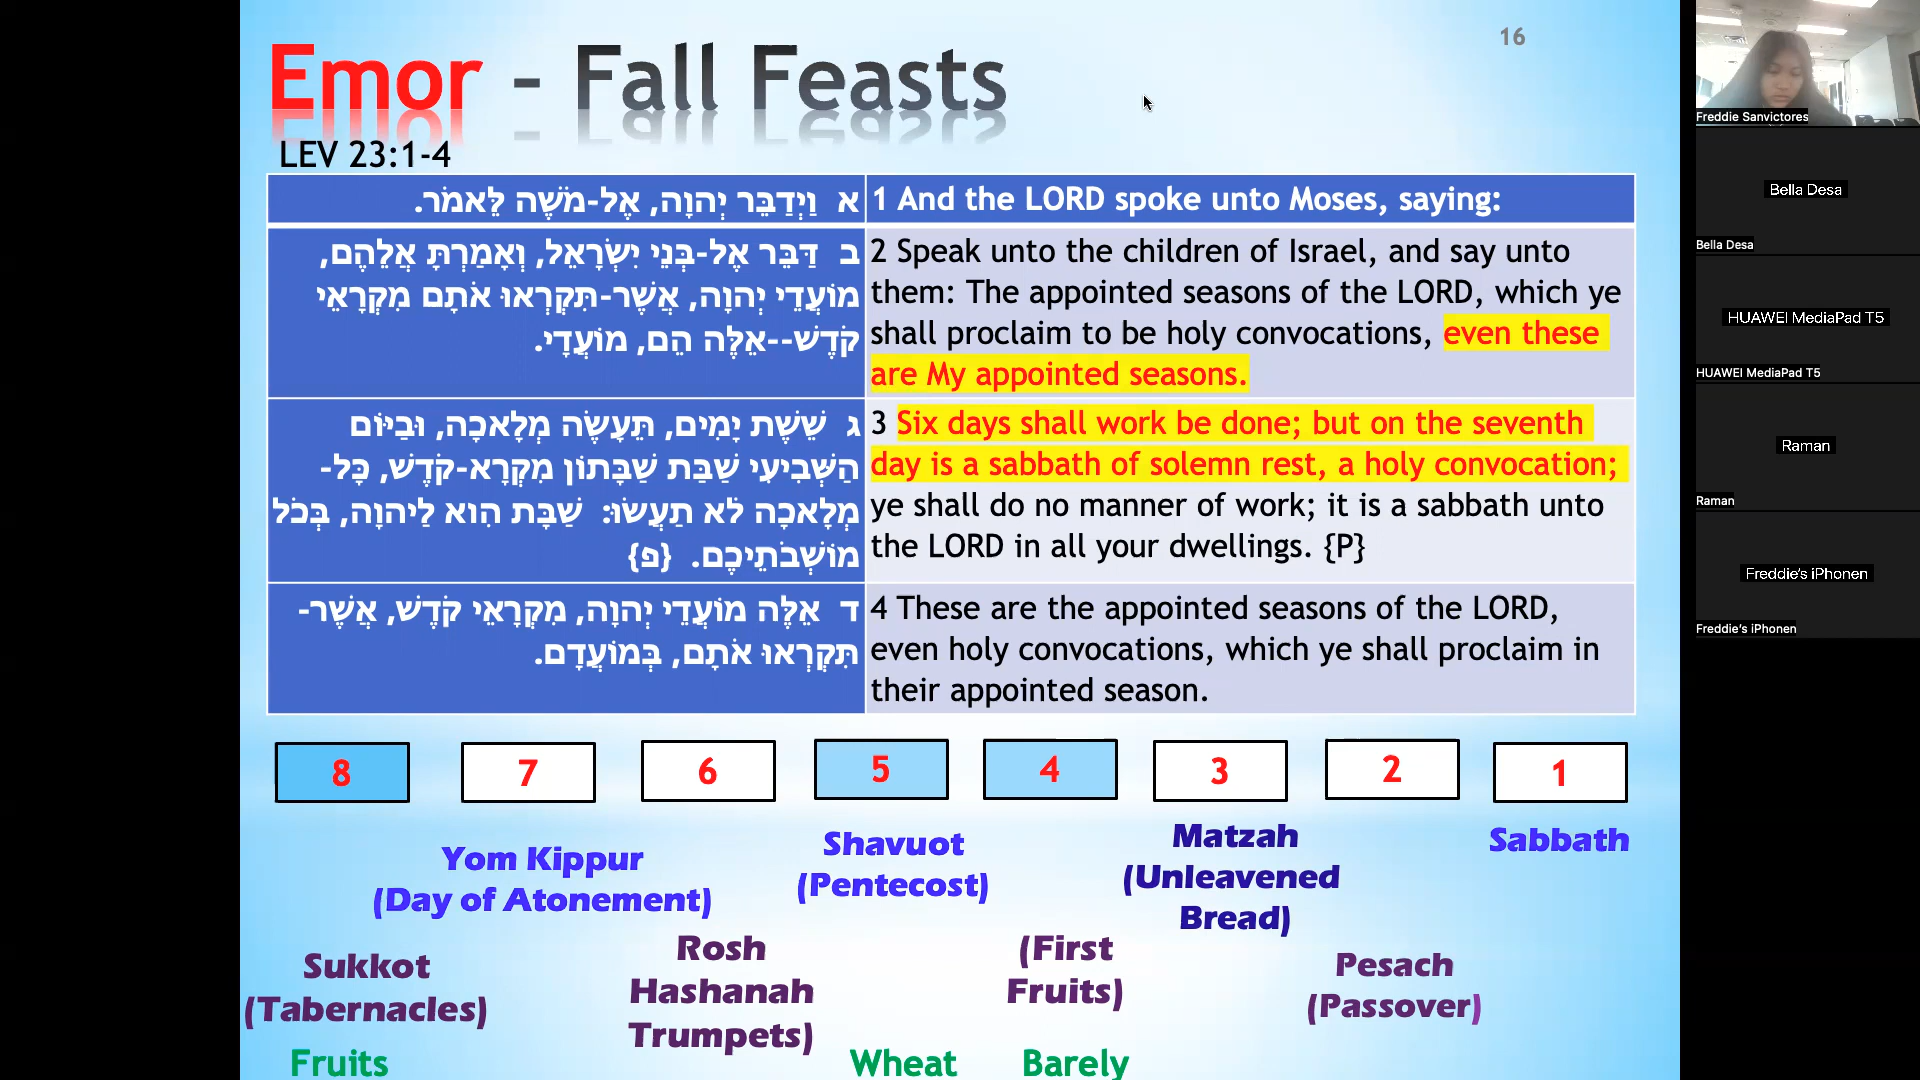 16
Emor - Fall Feasts
LEV 23:1-4
א וַיְדַבֵּר יְהוָה, אֶל-מֹשֶׁה לֵּאמֹר.
1 And the LORD spoke unto Moses, saying:
ב דַּבֵּר אֶל-בְּנֵי יִשְׂרָאֵל, וְאָמַרְתָּ אֲלֵהֶם,
מוֹעֲדֵי יְהוָה, אֲשֶׁר-תִּקְרְאוּ אֹתָם מִקְרָאֵי
קֹדֶשׁ--אֵלֶּה הֵם, מוֹעֲדָי.
2 Speak unto the children of Israel, and say unto
them: The appointed seasons of the LORD, which ye
shall proclaim to be holy convocations, even these
are My appointed seasons.
ג שֵׁשֶׁת יָמִים, תֵּעָשֶׂה מְלָאכָה, וּבַיּוֹם
הַשְּׁבִיעִי שַׁבַּת שַׁבָּתוֹן מִקְרָא-קֹדֶשׁ, כָּל-
מְלָאכָה לֹא תַעֲשׂוּ: שַׁבָּת הִוא לַיהוָה, בְּכֹל
מוֹשְׁבֹתֵיכֶם. {פ}
3 Six days shall work be done; but on the seventh
day is a sabbath of solemn rest, a holy convocation;
ye shall do no manner of work; it is a sabbath unto
the LORD in all your dwellings. {P}
ד אֵלֶּה מוֹעֲדֵי יְהוָה, מִקְרָאֵי קֹדֶשׁ, אֲשֶׁר-
תִּקְרְאוּ אֹתָם, בְּמוֹעֲדָם.
4 These are the appointed seasons of the LORD,
even holy convocations, which ye shall proclaim in
their appointed season.
8 7 6 5 4 3 2 1
Yom Kippur
(Day of Atonement)
Shavuot
(Pentecost)
Matzah
(Unleavened
Bread)
Sabbath
Sukkot
(Tabernacles)
Rosh
Hashanah
Trumpets)
(First
Fruits)
Pesach
(Passover)
Fruits
Wheat
Barely
Freddie Sanvictores
Bella Desa
Bella Desa
HUAWEI MediaPad T5
HUAWEI MediaPad T5
Raman
Raman
Freddie's iPhonen
Freddie's iPhonen